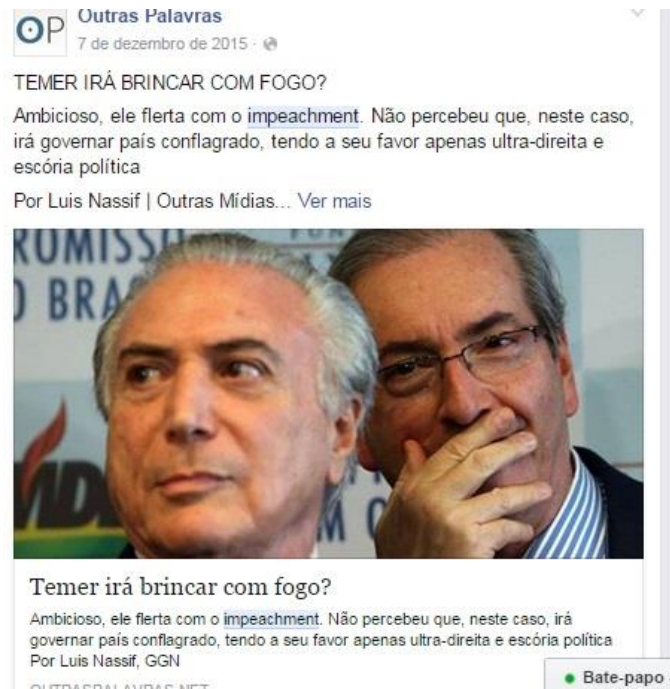 OP
Outras Palavras
7 de dezembro de 2015 ·
TEMER IRÁ BRINCAR COM FOGO?
Ambicioso, ele flerta com o impeachment. Não percebeu que, neste caso,
irá governar país conflagrado, tendo a seu favor apenas ultra-direita e
escória política
Por Luis Nassif | Outras Mídias... Ver mais
Temer irá brincar com fogo?
Ambicioso, ele flerta com o impeachment. Não percebeu que, neste caso, irá
governar país conflagrado, tendo a seu favor apenas ultra-direita e escória política
Por Luis Nassif, GGN
OUTRASPALAVRAS.NET
Bate-papo